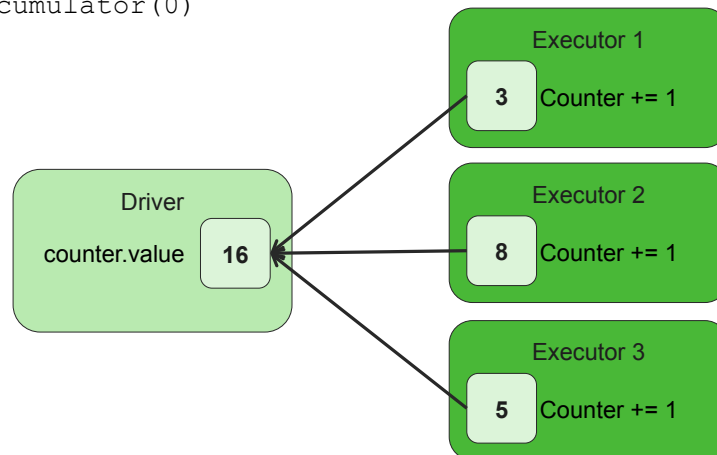 cumulator(0)
Executor 1
3 Counter += 1
Driver
counter.value 16
Executor 2
8 Counter += 1
Executor 3
5 Counter += 1